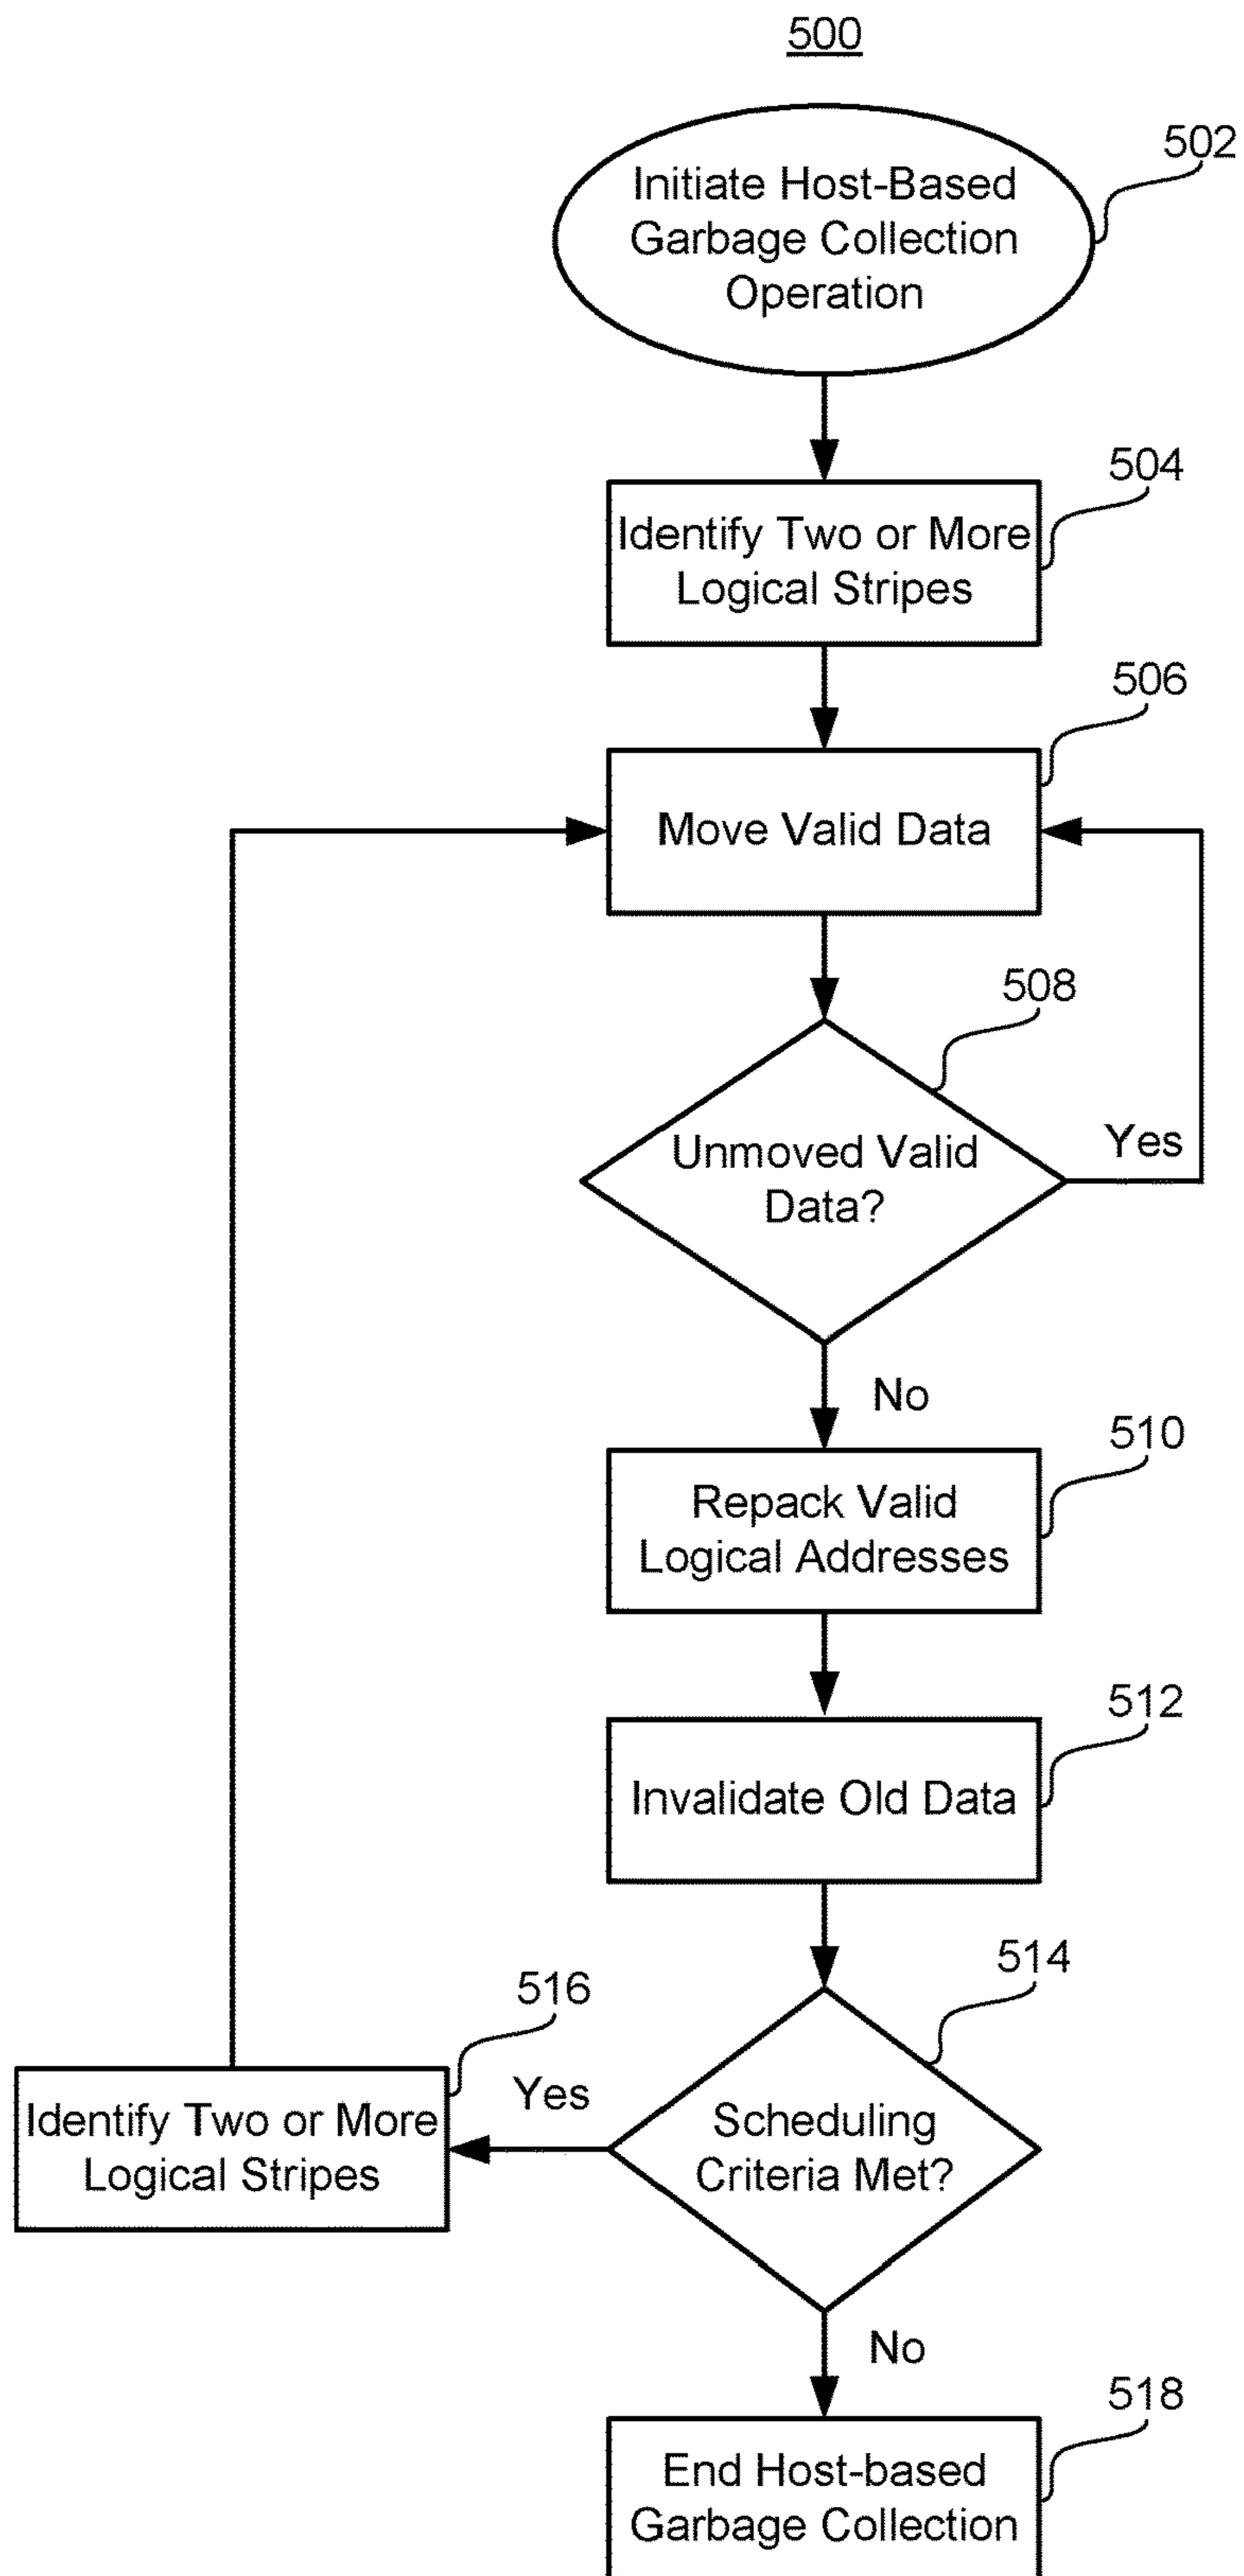 500
502
Initiate Host-Based
Garbage Collection
Operation
504
Identify Two or More
Logical Stripes
506
Move Valid Data
508
Unmoved Valid
Data?
Yes
No
510
Repack Valid
Logical Addresses
512
Invalidate Old Data
514
516
Scheduling
Criteria Met?
Yes
Identify Two or More
Logical Stripes
No
518
End Host-based
Garbage Collection